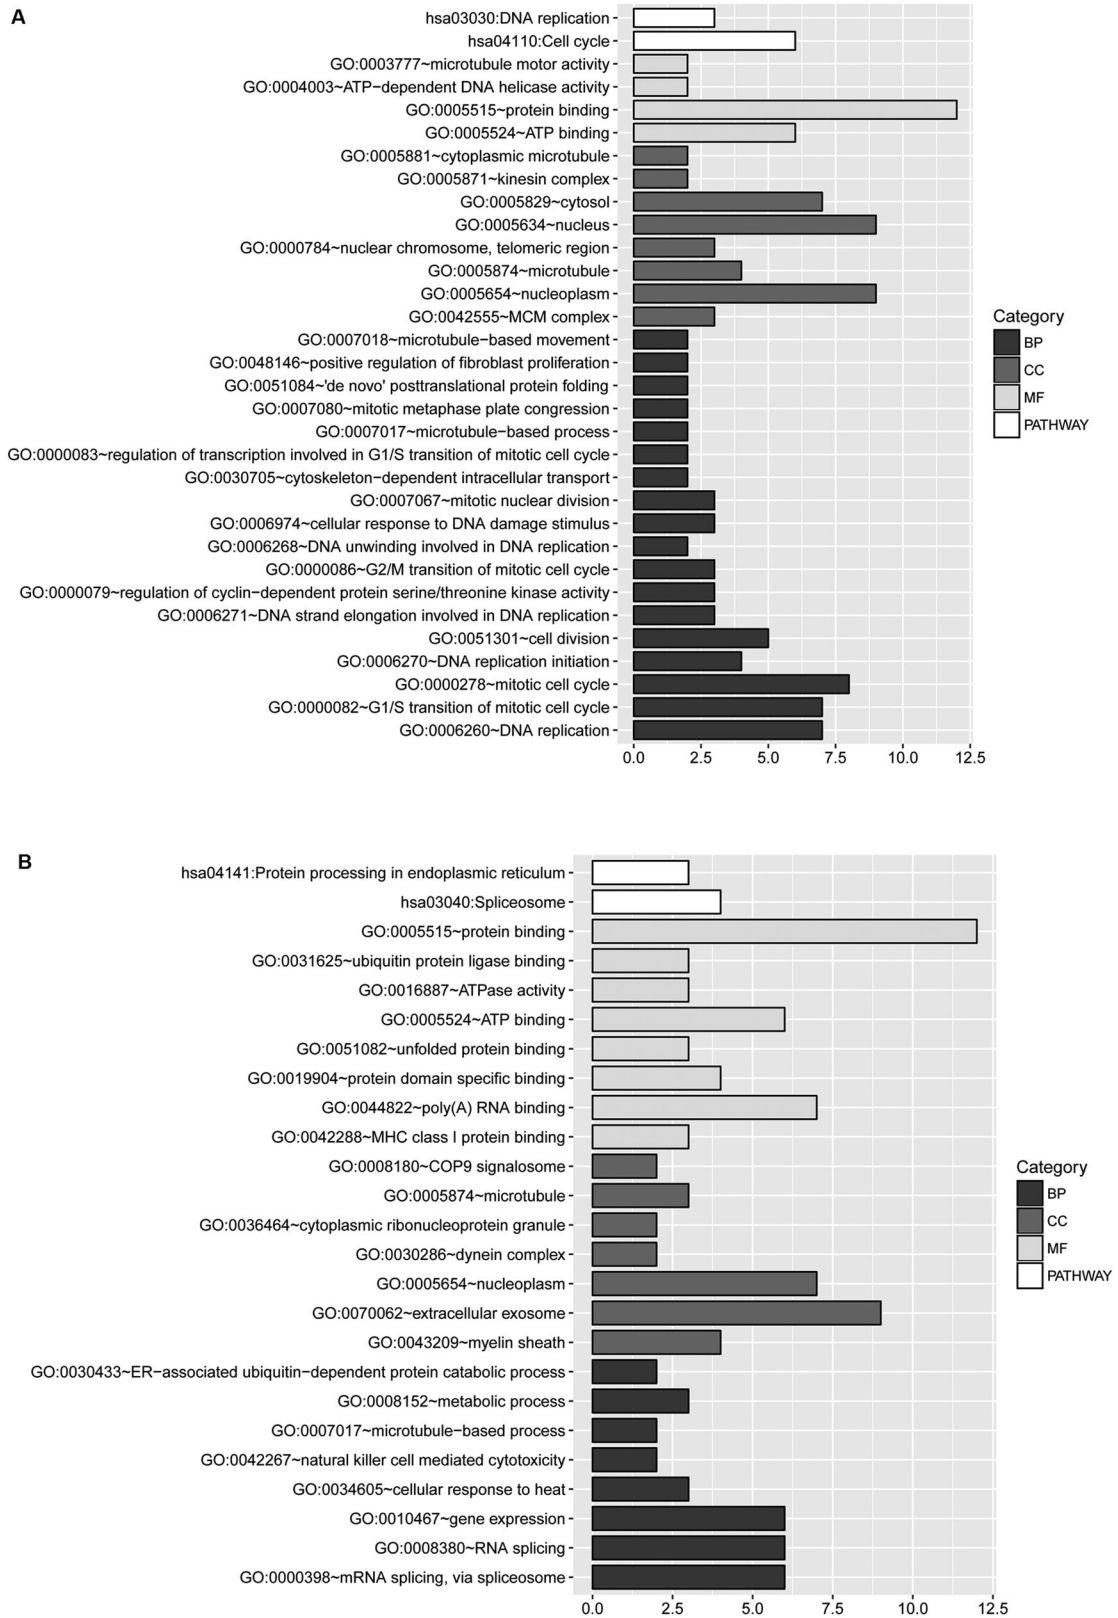 A
hsa03030:DNA replication
hsa04110:Cell cycle
GO:0003777~microtubule motor activity
GO:0004003~ATP−dependent DNA helicase activity
GO:0005515~protein binding
GO:0005524~ATP binding
GO:0005881~cytoplasmic microtubule
GO:0005871~kinesin complex
GO:0005829~cytosol
GO:0005634~nucleus
GO:0000784~nuclear chromosome, telomeric region
GO:0005874~microtubule
GO:0005654~nucleoplasm
GO:0042555~MCM complex
GO:0007018~microtubule−based movement
GO:0048146~positive regulation of fibroblast proliferation
GO:0051084~'de novo' posttranslational protein folding
GO:0007080~mitotic metaphase plate congression
GO:0007017~microtubule−based process
GO:0000083~regulation of transcription involved in G1/S transition of mitotic cell cycle
GO:0030705~cytoskeleton−dependent intracellular transport
GO:0007067~mitotic nuclear division
GO:0006974~cellular response to DNA damage stimulus
GO:0006268~DNA unwinding involved in DNA replication
GO:0000086~G2/M transition of mitotic cell cycle
GO:0000079~regulation of cyclin−dependent protein serine/threonine kinase activity
GO:0006271~DNA strand elongation involved in DNA replication
GO:0051301~cell division
GO:0006270~DNA replication initiation
GO:0000278~mitotic cell cycle
GO:0000082~G1/S transition of mitotic cell cycle
GO:0006260~DNA replication
0.0 2.5 5.0 7.5 10.0 12.5
Category
BP
CC
MF
PATHWAY
B
hsa04141:Protein processing in endoplasmic reticulum
hsa03040:Spliceosome
GO:0005515~protein binding
GO:0031625~ubiquitin protein ligase binding
GO:0016887~ATPase activity
GO:0005524~ATP binding
GO:0051082~unfolded protein binding
GO:0019904~protein domain specific binding
GO:0044822~poly(A) RNA binding
GO:0042288~MHC class I protein binding
GO:0008180~COP9 signalosome
GO:0005874~microtubule
GO:0036464~cytoplasmic ribonucleoprotein granule
GO:0030286~dynein complex
GO:0005654~nucleoplasm
GO:0070062~extracellular exosome
GO:0043209~myelin sheath
GO:0030433~ER−associated ubiquitin−dependent protein catabolic process
GO:0008152~metabolic process
GO:0007017~microtubule−based process
GO:0042267~natural killer cell mediated cytotoxicity
GO:0034605~cellular response to heat
GO:0010467~gene expression
GO:0008380~RNA splicing
GO:0000398~mRNA splicing, via spliceosome
0.0 2.5 5.0 7.5 10.0 12.5
Category
BP
CC
MF
PATHWAY